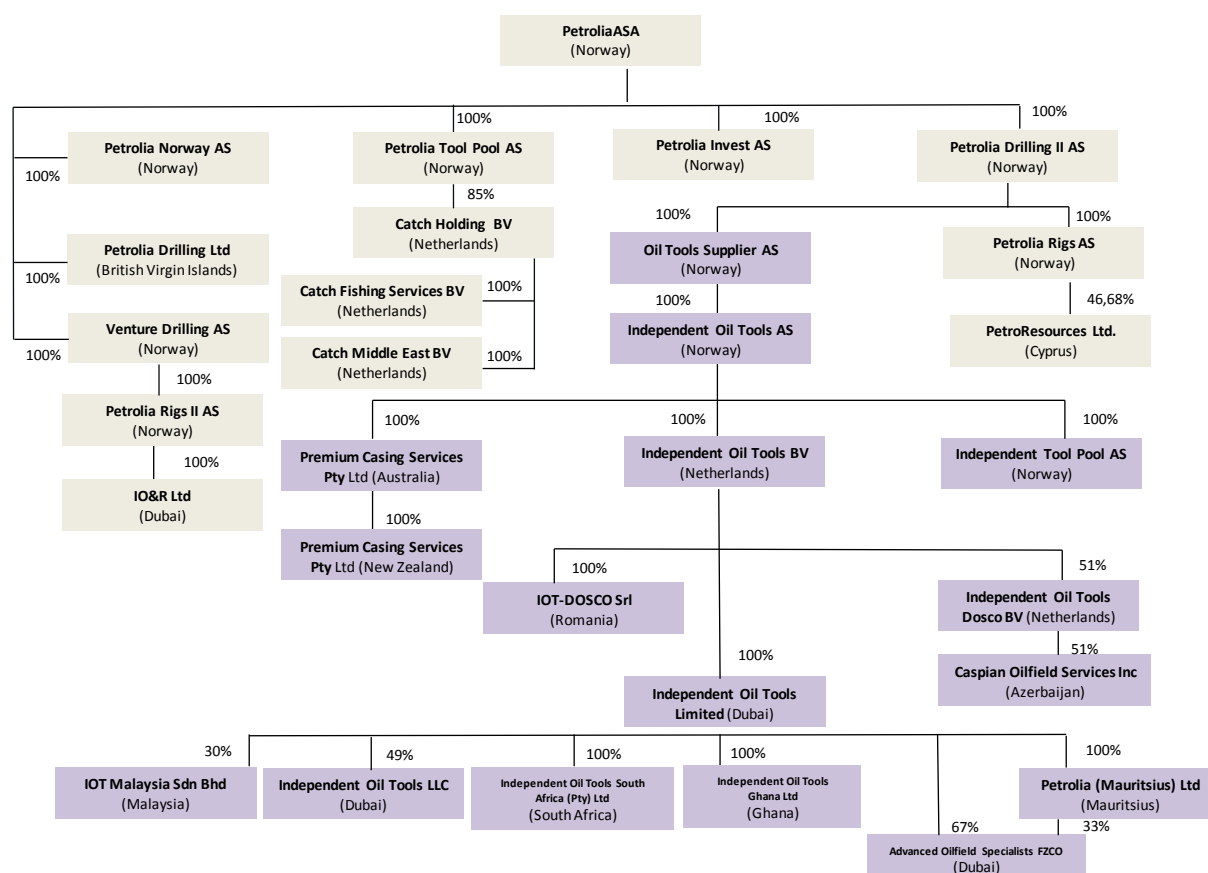 PetroliaASA
(Norway)
100%
100%
100%
Petrolia Norway AS
(Norway)
100%
Petrolia Tool Pool AS
(Norway)
Petrolia Invest AS
(Norway)
Petrolia Drilling II AS
(Norway)
85%
Catch Holding BV
(Netherlands)
100%
100%
Petrolia Drilling Ltd
(British Virgin Islands)
100%
Oil Tools Supplier AS
(Norway)
Petrolia Rigs AS
(Norway)
Catch Fishing Services BV
(Netherlands)
100%
100%
46,68%
Venture Drilling AS
(Norway)
100%
Independent Oil Tools AS
(Norway)
PetroResources Ltd.
(Cyprus)
Catch Middle East BV
(Netherlands)
100%
100%
Petrolia Rigs II AS
(Norway)
100%
100%
100%
100%
IO&R Ltd
(Dubai)
Premium Casing Services
Pty Ltd (Australia)
Independent Oil Tools BV
(Netherlands)
Independent Tool Pool AS
(Norway)
100%
Premium Casing Services
Pty Ltd (New Zealand)
100%
51%
IOT-DOSCO Srl
(Romania)
Independent Oil Tools
Dosco BV (Netherlands)
51%
100%
Caspian Oilfield Services Inc
(Azerbaijan)
Independent Oil Tools
Limited (Dubai)
30%
49%
100%
100%
100%
IOT Malaysia Sdn Bhd
(Malaysia)
Independent Oil Tools LLC
(Dubai)
Independent Oil Tools South
Africa (Pty) Ltd
(South Africa)
Independent Oil Tools
Ghana Ltd
(Ghana)
Petrolia (Mauritsius) Ltd
(Mauritsius)
67%
33%
Advanced Oilfield Specialists FZCO
(Dubai)